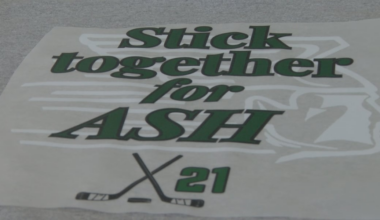 Stick
together
for
ASH
21